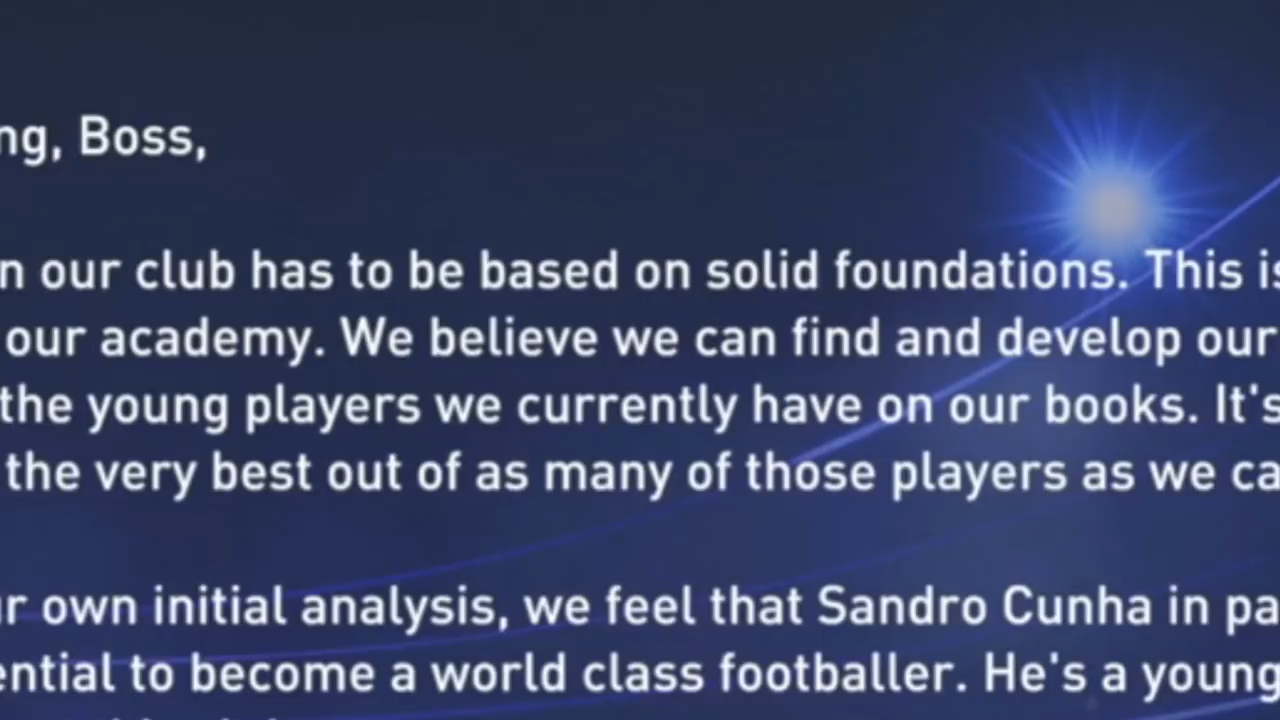 ng, Boss,
n our club has to be based on solid foundations. This is
our academy. We believe we can find and develop our
the young players we currently have on our books. It's
the very best out of as many of those players as we ca
r own initial analysis, we feel that Sandro Cunha in pa
ential to become a world class footballer. He's a young